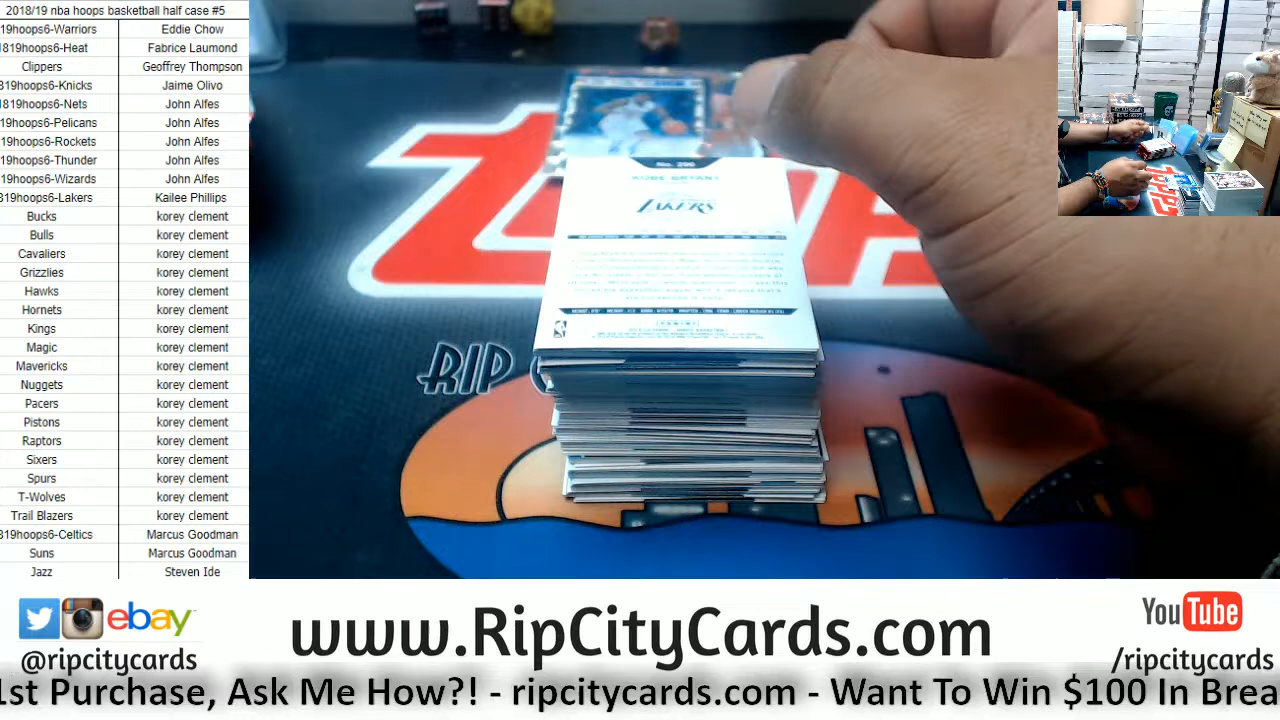 2018/19 nba hoops basketball half case #5
19hoops6-Warriors Eddie Chow
1819hoops6-Heat Fabrice Laumond
Clippers Geoffrey Thompson
819hoops6-Knicks Jaime Olivo
1819hoops6-Nets John Alfes
819hoops6-Pelicans John Alfes
819hoops6-Rockets John Alfes
19hoops6-Thunder John Alfes
19hoops6-Wizards John Alfes
819hoops6-Lakers Kailee Phillips
Bucks korey clement
Bulls korey clement
Cavaliers korey clement
Grizzlies korey clement
Hawks korey clement
Hornets korey clement
Kings korey clement
Magic korey clement
Mavericks korey clement
Nuggets korey clement
Pacers korey clement
Pistons korey clement
Raptors korey clement
Sixers korey clement
Spurs korey clement
T-Wolves korey clement
Trail Blazers korey clement
819hoops6-Celtics Marcus Goodman
Suns Marcus Goodman
Jazz Steven Ide
KOBE BRYANT
LAKERS
RIP
ebay
@ripcitycards
www.RipCityCards.com
YouTube
/ripcitycards
1st Purchase, Ask Me How?! - ripcitycards.com - Want To Win $100 In Brea